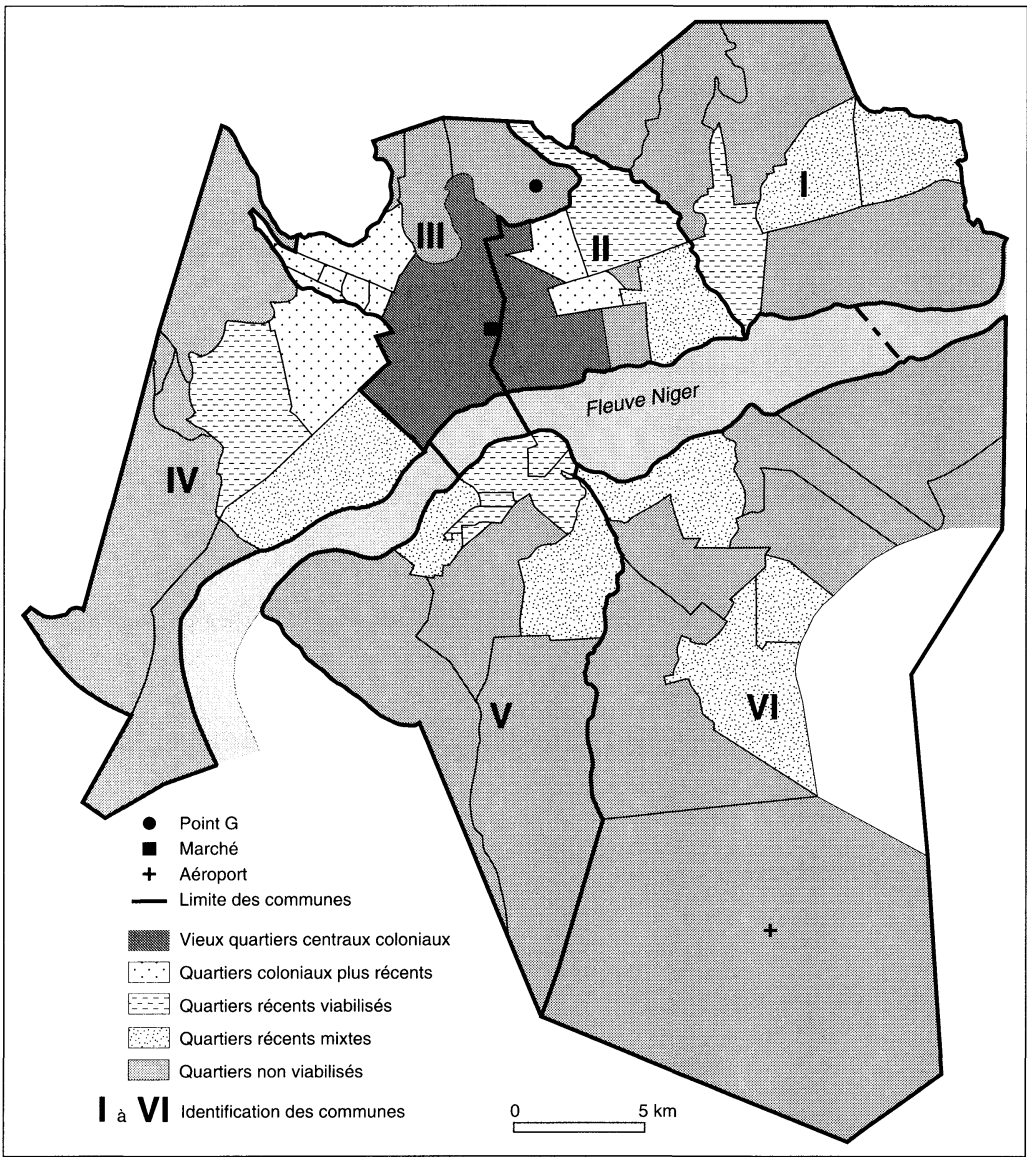 I
III
II
Fleuve Niger
IV
V
VI
Point G
Marché
Aéroport
Limite des communes
Vieux quartiers centraux coloniaux
Quartiers coloniaux plus récents
Quartiers récents viabilisés
Quartiers récents mixtes
Quartiers non viabilisés
I à VI Identification des communes
0 5 km